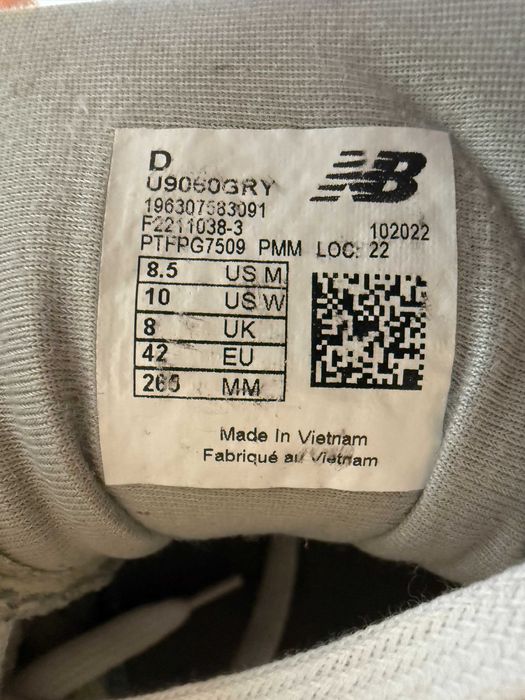 D
NB
U9060GRY
196307583091
F2211038-3
102022
PTFPG7509 PMM LOC: 22
8.5 US M
10 US W
8 UK
42 EU
265 MM
Made In Vietnam
Fabriqué au Vietnam